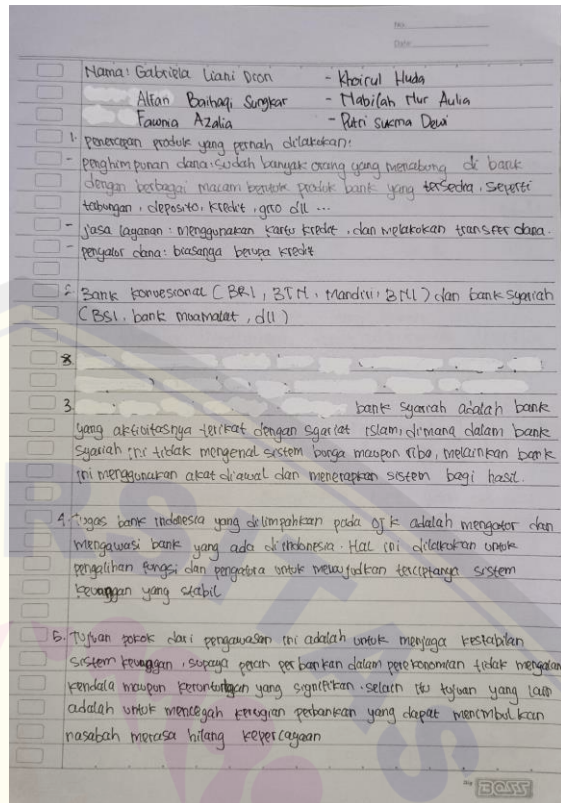 No.
Date
Nama: Gabriela Liani Dron - Khoirul Huda
Alfan Baihaqi Sungkar - Nabilah Nur Aulia
Fawnia Azalia - Putri Sukma Dewi
1. penerapan produk yang pernah dilakukan:
- penghimpunan dana: sudah banyak orang yang menabung di bank
dengan berbagai macam bentuk produk bank yang tersedia, seperti
tabungan, deposito, kredit, giro dll ...
- jasa layanan: menggunakan kartu kredit, dan melakukan transfer dana.
- penyalur dana: biasanya berupa kredit
2. Bank konvesional (BRI, BTN, Mandiri, BNI) dan bank syariah
(BSI, bank muamalat, dll)
3. bank syariah adalah bank
yang aktivitasnya terikat dengan syariat islam, dimana dalam bank
syariah ini tidak mengenal sistem bunga maupun riba, melainkan bank
ini menggunakan akat diawal dan menerapkan sistem bagi hasil.
4. Tugas bank indonesia yang dilimpahkan pada OJK adalah mengatur dan
mengawasi bank yang ada di indonesia. Hal ini dilakukan untuk
pengalihan fungsi dan pengatura untuk mewujudkan terciptanya sistem
keuangan yang stabil
5. Tujuan pokok dari pengawasan ini adalah untuk menjaga kestabilan
sistem keuangan, supaya peran perbankan dalam perekonomian tidak mengalan
kendala maupun keruntungan yang signifikan. selain itu tujuan yang lain
adalah untuk mencegah kerugian perbankan yang dapat menimbulkan
nasabah merasa hilang kepercayaan
BOSS
RSITAS